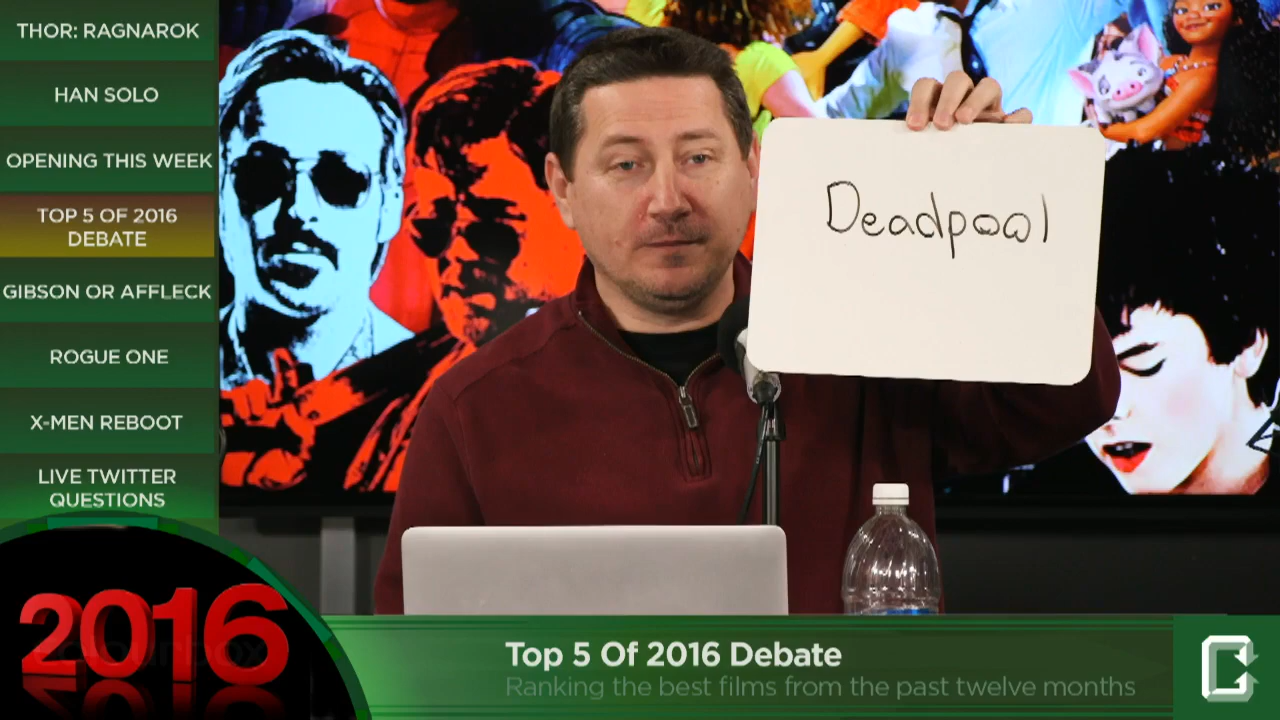 THOR: RAGNAROK
HAN SOLO
OPENING THIS WEEK
TOP 5 OF 2016
DEBATE
GIBSON OR AFFLECK
ROGUE ONE
X-MEN REBOOT
LIVE TWITTER
QUESTIONS
Deadpool
2016
Top 5 Of 2016 Debate
Ranking the best films from the past twelve months